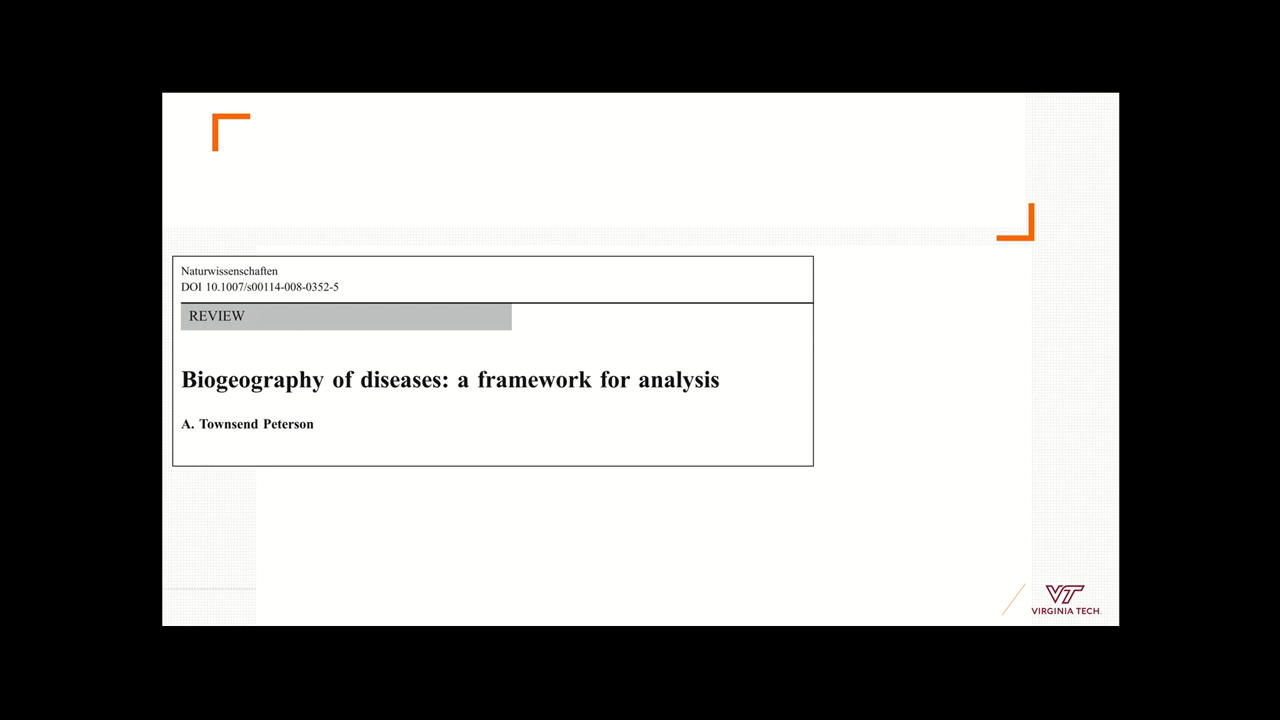 Naturwissenschaften
DOI 10.1007/s00114-008-0352-5
REVIEW
Biogeography of diseases: a framework for analysis
A. Townsend Peterson
VT
VIRGINIA TECH.